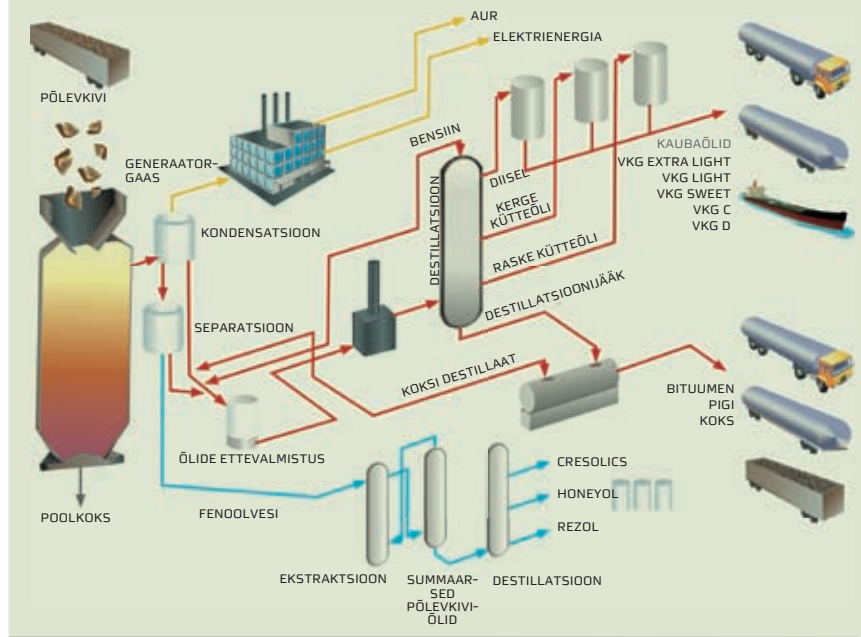 AUR
ELEKTRIENERGIA
PÕLEVKIVI
BENSIIN
GENERAATOR-
GAAS
KAUBAÕLID
VKG EXTRA LIGHT
VKG LIGHT
VKG SWEET
VKG C
VKG D
DIISEL
DESTILLATSIOON
KERGE
KÜTTEÕLI
KONDENSATSIOON
RASKE KÜTTEÕLI
DESTILLATSIOONIJÄÄK
SEPARATSIOON
KOKSI DESTILLAAT
BITUUMEN
PIGI
KOKS
ÕLIDE ETTEVALMISTUS
CRESOLICS
HONEYOL
REZOL
POOLKOKS
FENOOLVESI
EKSTRAKTSIOON
SUMMAAR-
SED
PÕLEVKIVI-
ÕLID
DESTILLATSIOON